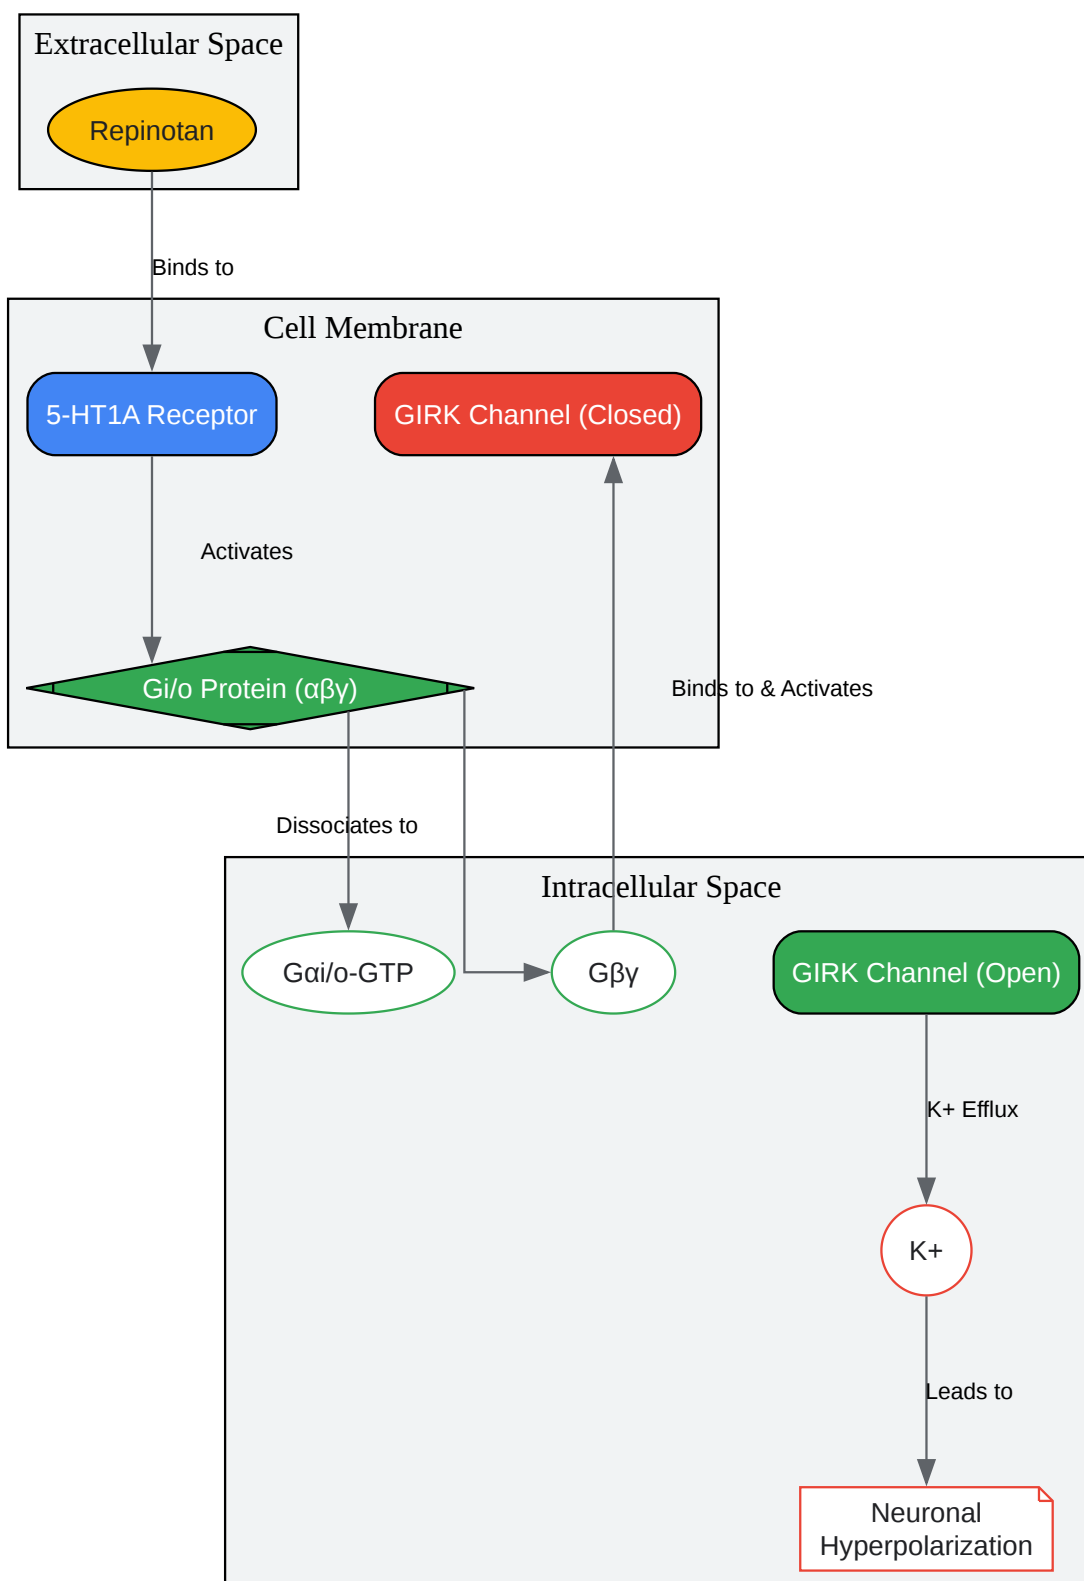 Extracellular Space
Repinotan
Binds to
Cell Membrane
5-HT1A Receptor
GIRK Channel (Closed)
Activates
Gi/o Protein (αβγ)
Binds to & Activates
Dissociates to
Intracellular Space
Gαi/o-GTP
Gβγ
GIRK Channel (Open)
K+ Efflux
K+
Leads to
Neuronal
Hyperpolarization